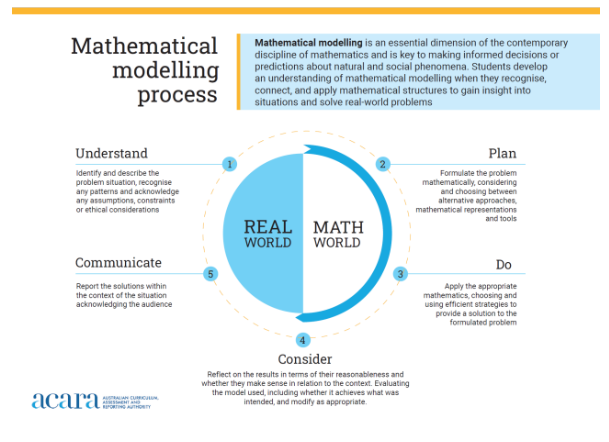 Mathematical
modelling
process
Mathematical modelling is an essential dimension of the contemporary
discipline of mathematics and is key to making informed decisions or
predictions about natural and social phenomena. Students develop
an understanding of mathematical modelling when they recognise,
connect, and apply mathematical structures to gain insight into
situations and solve real-world problems
Understand
1
Identify and describe the
problem situation, recognise
any patterns and acknowledge
any assumptions, constraints
or ethical considerations
2
Plan
Formulate the problem
mathematically, considering
and choosing between
alternative approaches,
mathematical representations
and tools
REAL
WORLD
MATH
WORLD
3
Do
Apply the appropriate
mathematics, choosing and
using efficient strategies to
provide a solution to the
formulated problem
4
Consider
Reflect on the results in terms of their reasonableness and
whether they make sense in relation to the context. Evaluating
the model used, including whether it achieves what was
intended, and modify as appropriate.
Communicate
5
Report the solutions within
the context of the situation
acknowledging the audience
acara
AUSTRALIAN CURRICULUM,
ASSESSMENT AND
REPORTING AUTHORITY